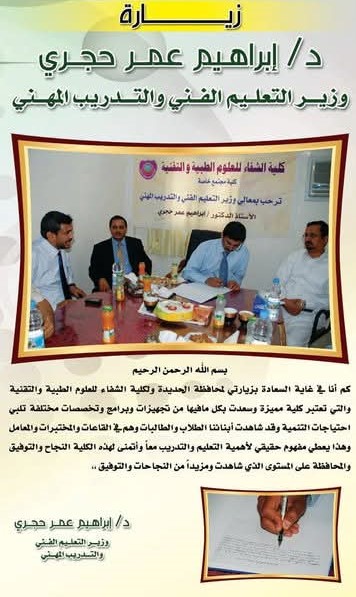 زيـــارة
د/ إبراهيم عمر حجري
وزير التعليم الفني والتدريب المهني
كلية الشفاء للعلوم الطبية والتقنية
كلية مجتمع خاصة
ترحب بمعالي وزير التعليم الفني والتدريب المهني
الأستاذ الدكتور / إبراهيم عمر حجري
بسم الله الرحمن الرحيم
كم أنا في غاية السعادة بزيارتي لمحافظة الحديدة ولكلية الشفاء للعلوم الطبية والتقنية
والتي تعتبر كلية مميزة وسعدت بكل مافيها من تجهيزات وبرامج وتخصصات مختلفة تلبي
احتياجات التنمية وقد شاهدت أبنائنا الطلاب والطالبات وهم في القاعات والمختبرات والمعامل
وهذا يعطي مفهوم حقيقي لأهمية التعليم والتدريب معاً وأتمنى لهذه الكلية النجاح والتوفيق
والمحافظة على المستوى الذي شاهدت ومزيداً من النجاحات والتوفيق ،،
د/ إبراهيم عمر حجري
وزير التعليم الفني
والتدريب المهني